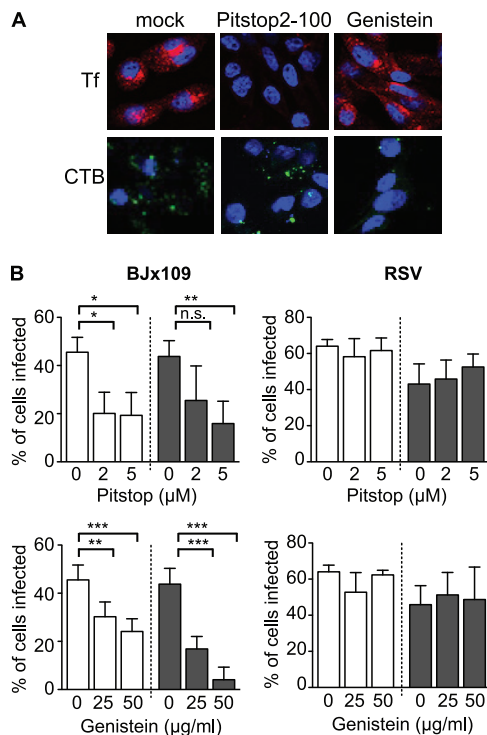 A
mock Pitstop2-100 Genistein
Tf
CTB
B
BJx109 RSV
* **
* n.s.
60
40
20
0
% of cells infected
0 2 5 0 2 5
Pitstop (µM)
80
60
40
20
0
% of cells infected
0 2 5 0 2 5
Pitstop (µM)
*** ***
** ***
60
40
20
0
% of cells infected
0 25 50 0 25 50
Genistein (µg/ml)
80
60
40
20
0
% of cells infected
0 25 50 0 25 50
Genistein (µg/ml)